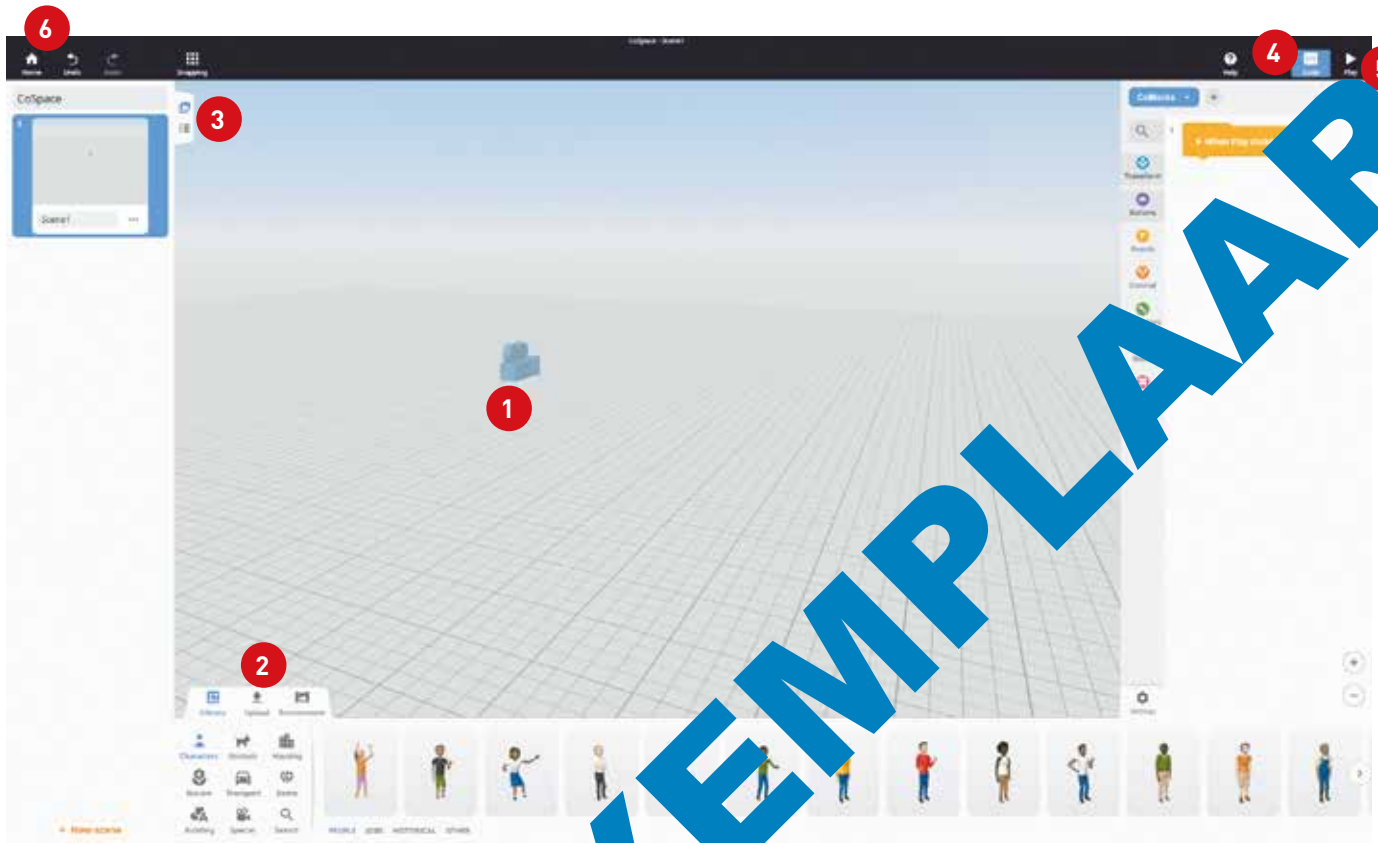 6
CoSpace - Scene1
4
Home Undo Snapping
Help Code Play
5
CoSpace
3
CoBlocks
When Play clicked
Transform
Actions
Events
Control
Scene1
1
2
Library Upload Environment
Characters Animals Housing
Nature Transport Items
Building Special Search
PEOPLE JOBS HISTORICAL OTHER
+ New scene
Settings
EMPLAAR